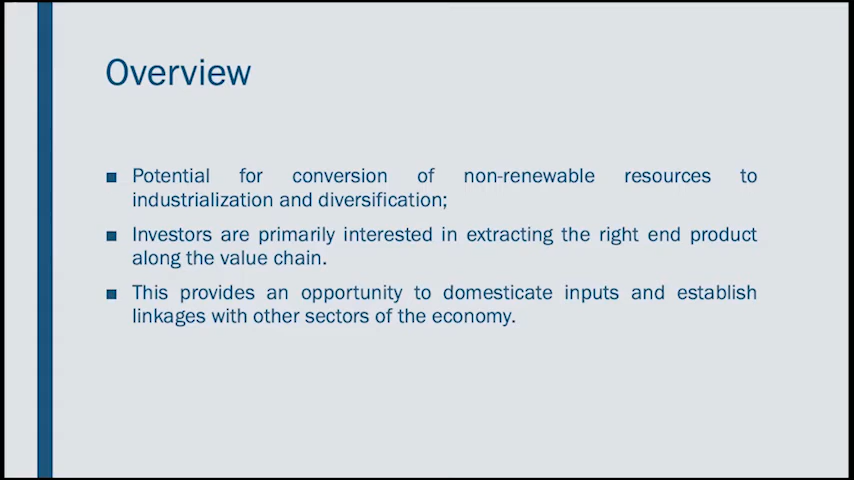 Overview
■ Potential for conversion of non-renewable resources to
industrialization and diversification;
■ Investors are primarily interested in extracting the right end product
along the value chain.
■ This provides an opportunity to domesticate inputs and establish
linkages with other sectors of the economy.